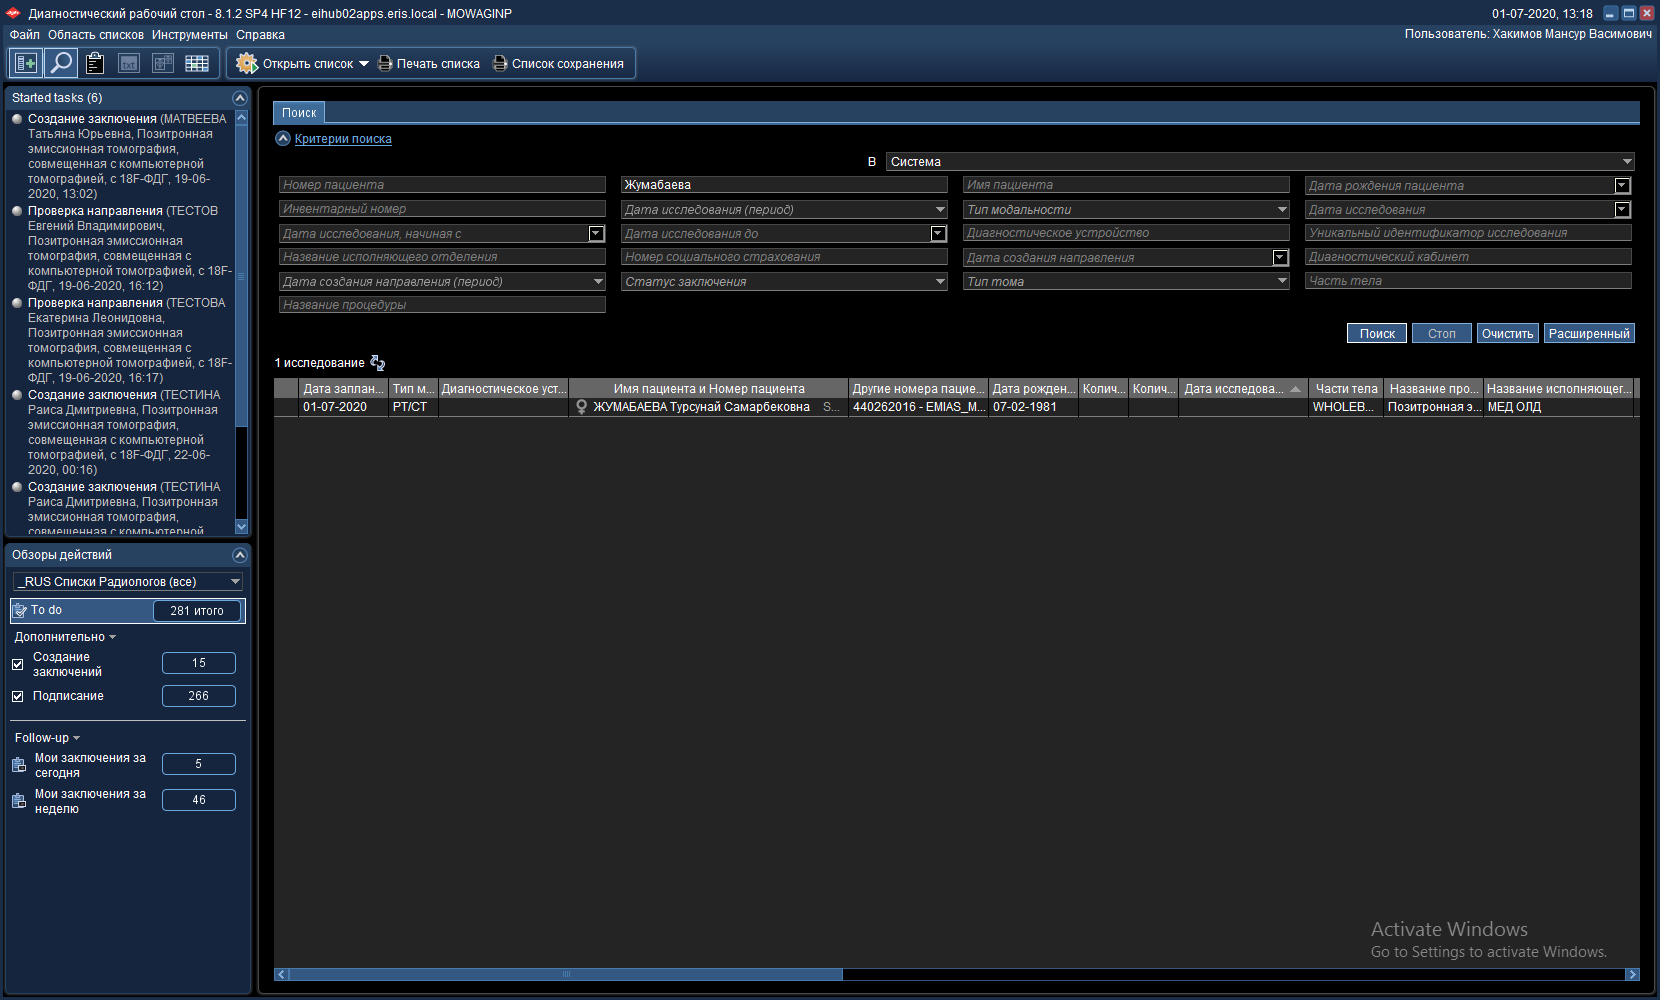 Диагностический рабочий стол - 8.1.2 SP4 HF12 - eihub02apps.eris.local - MOWAGINP
01-07-2020, 13:18
Файл Область списков Инструменты Справка
Пользователь: Хакимов Мансур Васимович
Открыть список Печать списка Список сохранения
Started tasks (6)
Создание заключения (МАТВЕЕВА
Татьяна Юрьевна, Позитронная
эмиссионная томография,
совмещенная с компьютерной
томографией, с 18F-ФДГ, 19-06-
2020, 13:02)
Проверка направления (ТЕСТОВ
Евгений Владимирович,
Позитронная эмиссионная
томография, совмещенная с
компьютерной томографией, с 18F-
ФДГ, 19-06-2020, 16:12)
Проверка направления (ТЕСТОВА
Екатерина Леонидовна,
Позитронная эмиссионная
томография, совмещенная с
компьютерной томографией, с 18F-
ФДГ, 19-06-2020, 16:17)
Создание заключения (ТЕСТИНА
Раиса Дмитриевна, Позитронная
эмиссионная томография,
совмещенная с компьютерной
томографией, с 18F-ФДГ, 22-06-
2020, 00:16)
Создание заключения (ТЕСТИНА
Раиса Дмитриевна, Позитронная
эмиссионная томография,
совмещенная с компьютерной
Обзоры действий
_RUS Списки Радиологов (все)
To do 281 итого
Дополнительно
Создание
заключений 15
Подписание 266
Follow-up
Мои заключения за
сегодня 5
Мои заключения за
неделю 46
Поиск
Критерии поиска
В Система
Номер пациента Жумабаева Имя пациента Дата рождения пациента
Инвентарный номер Дата исследования (период) Тип модальности Дата исследования
Дата исследования, начиная с Дата исследования до Диагностическое устройство Уникальный идентификатор исследования
Название исполняющего отделения Номер социального страхования Дата создания направления Диагностический кабинет
Дата создания направления (период) Статус заключения Тип тома Часть тела
Название процедуры
Поиск Стоп Очистить Расширенный
1 исследование
Дата заплан... Тип м... Диагностическое уст... Имя пациента и Номер пациента Другие номера пацие... Дата рожден... Колич... Колич... Дата исследова... Части тела Название про... Название исполняющег...
01-07-2020 PT/CT ЖУМАБАЕВА Турсунай Самарбековна S... 440262016 - EMIAS_M... 07-02-1981 WHOLEB... Позитронная э... МЕД ОЛД
Activate Windows
Go to Settings to activate Windows.